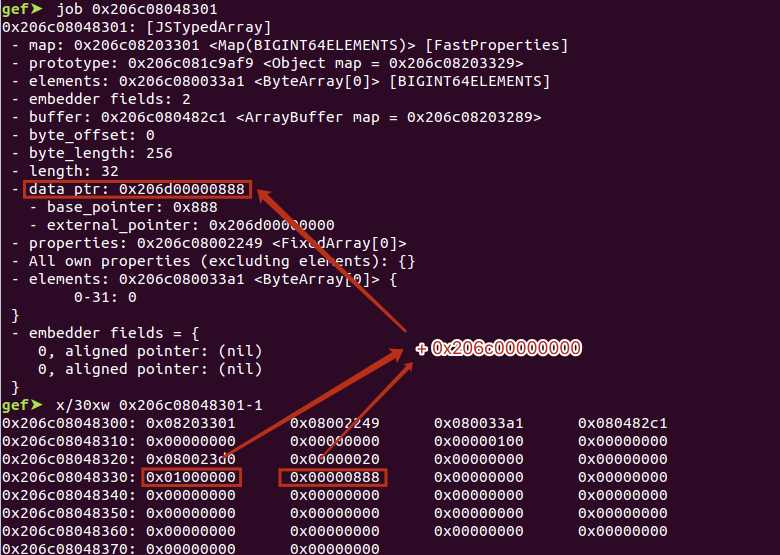 gef➤ job 0x206c08048301
0x206c08048301: [JSTypedArray]
- map: 0x206c08203301 <Map(BIGINT64ELEMENTS)> [FastProperties]
- prototype: 0x206c081c9af9 <Object map = 0x206c08203329>
- elements: 0x206c080033a1 <ByteArray[0]> [BIGINT64ELEMENTS]
- embedder fields: 2
- buffer: 0x206c080482c1 <ArrayBuffer map = 0x206c08203289>
- byte_offset: 0
- byte_length: 256
- length: 32
- data_ptr: 0x206d00000888
- base_pointer: 0x888
- external_pointer: 0x206d00000000
- properties: 0x206c08002249 <FixedArray[0]>
- All own properties (excluding elements): {}
- elements: 0x206c080033a1 <ByteArray[0]> {
0-31: 0
}
- embedder fields = {
0, aligned pointer: (nil)
0, aligned pointer: (nil)
}
+ 0x206c00000000
gef➤ x/30xw 0x206c08048301-1
0x206c08048300: 0x08203301 0x08002249 0x080033a1 0x080482c1
0x206c08048310: 0x00000000 0x00000000 0x00000100 0x00000000
0x206c08048320: 0x080023d0 0x00000020 0x00000000 0x00000000
0x206c08048330: 0x01000000 0x00000888 0x00000000 0x00000000
0x206c08048340: 0x00000000 0x00000000 0x00000000 0x00000000
0x206c08048350: 0x00000000 0x00000000 0x00000000 0x00000000
0x206c08048360: 0x00000000 0x00000000 0x00000000 0x00000000
0x206c08048370: 0x00000000 0x00000000